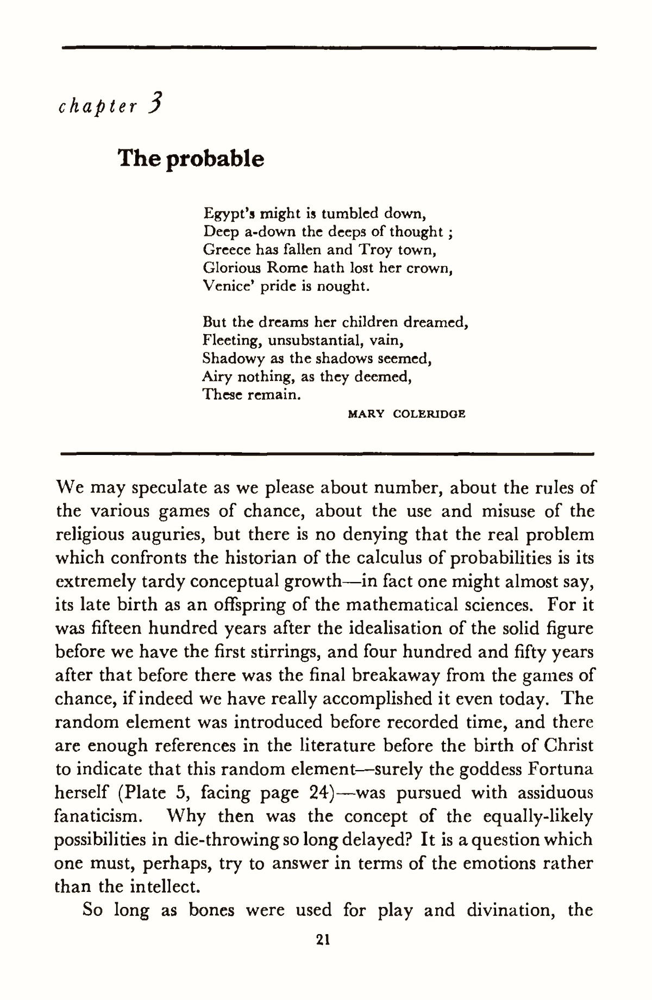 chapter 3
The probable
Egypt's might is tumbled down,
Deep a-down the deeps of thought ;
Greece has fallen and Troy town,
Glorious Rome hath lost her crown,
Venice' pride is nought.
But the dreams her children dreamed,
Fleeting, unsubstantial, vain,
Shadowy as the shadows seemed,
Airy nothing, as they deemed,
These remain.
MARY COLERIDGE
We may speculate as we please about number, about the rules of
the various games of chance, about the use and misuse of the
religious auguries, but there is no denying that the real problem
which confronts the historian of the calculus of probabilities is its
extremely tardy conceptual growth—in fact one might almost say,
its late birth as an offspring of the mathematical sciences. For it
was fifteen hundred years after the idealisation of the solid figure
before we have the first stirrings, and four hundred and fifty years
after that before there was the final breakaway from the games of
chance, if indeed we have really accomplished it even today. The
random element was introduced before recorded time, and there
are enough references in the literature before the birth of Christ
to indicate that this random element—surely the goddess Fortuna
herself (Plate 5, facing page 24)—was pursued with assiduous
fanaticism. Why then was the concept of the equally-likely
possibilities in die-throwing so long delayed? It is a question which
one must, perhaps, try to answer in terms of the emotions rather
than the intellect.
So long as bones were used for play and divination, the
21